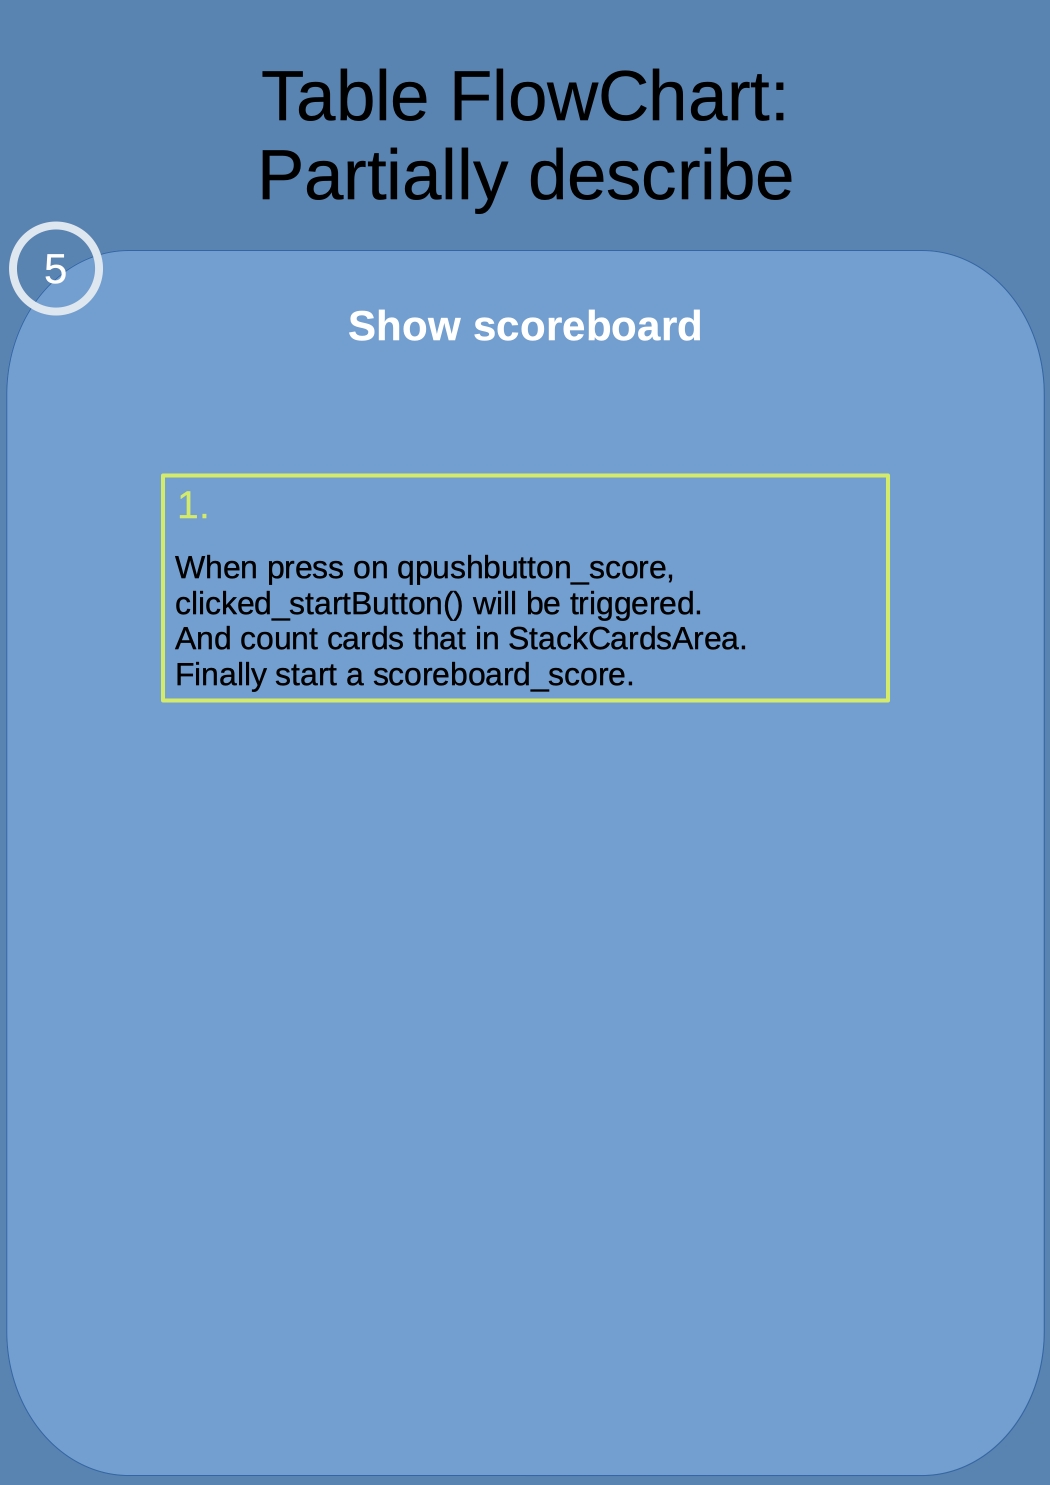 Table FlowChart:
Partially describe
5
Show scoreboard
1.
When press on qpushbutton_score,
clicked_startButton() will be triggered.
And count cards that in StackCardsArea.
Finally start a scoreboard_score.